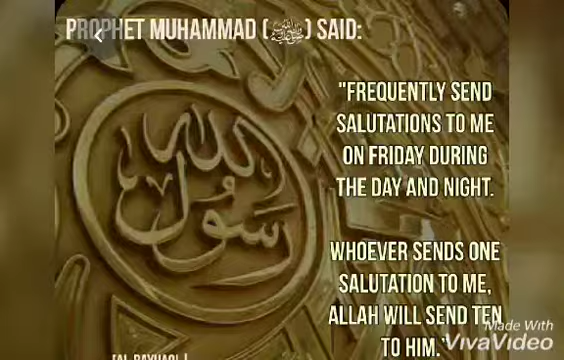 PROPHET MUHAMMAD (ﷺ) SAID:
"FREQUENTLY SEND
SALUTATIONS TO ME
ON FRIDAY DURING
THE DAY AND NIGHT.
WHOEVER SENDS ONE
SALUTATION TO ME,
ALLAH WILL SEND TEN
TO HIM."
الله
رسول
[AL-BAYHAQI]
Made With
VivaVideo